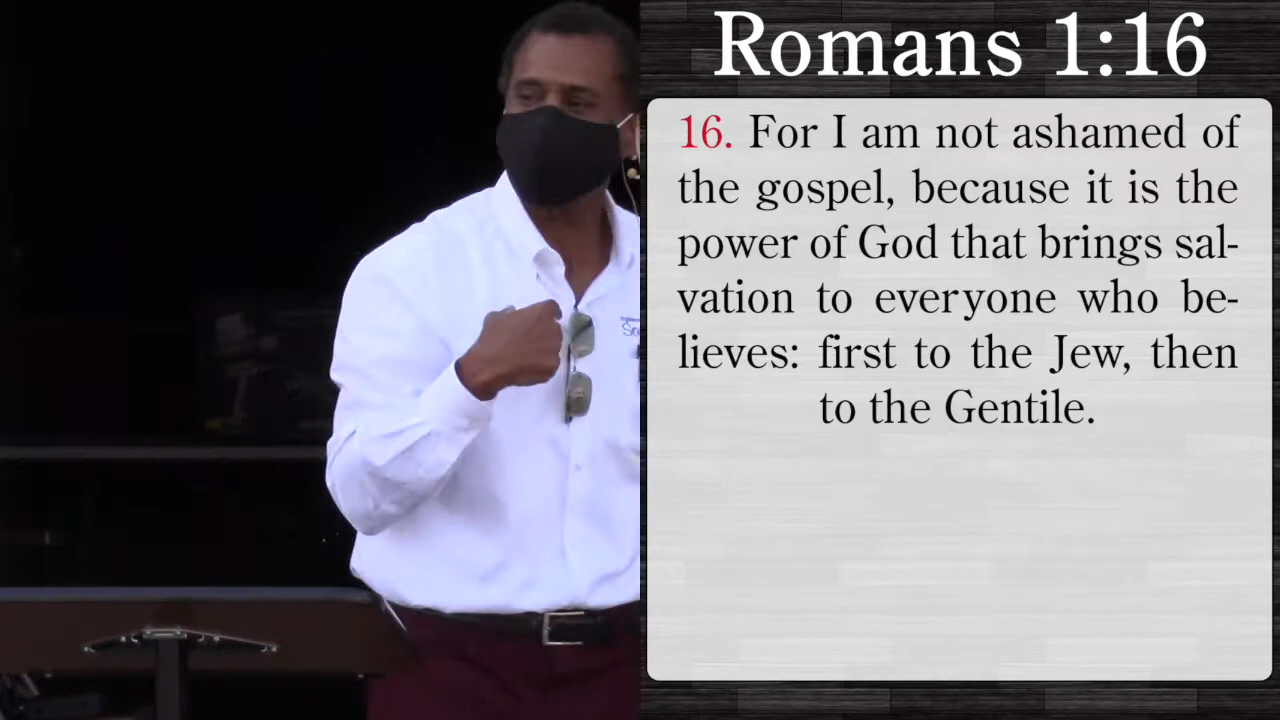 Romans 1:16
16. For I am not ashamed of
the gospel, because it is the
power of God that brings sal-
vation to everyone who be-
lieves: first to the Jew, then
to the Gentile.